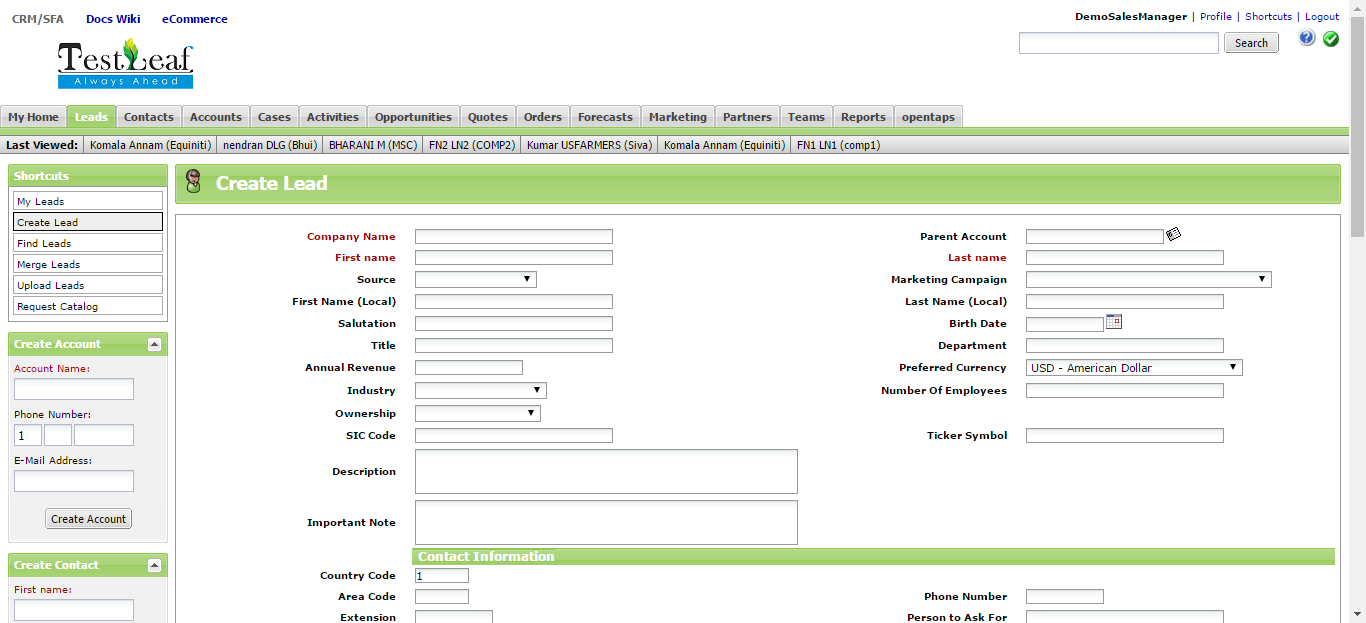 CRM/SFA Docs Wiki eCommerce
DemoSalesManager | Profile | Shortcuts | Logout
TestLeaf
Always Ahead
Search
My Home Leads Contacts Accounts Cases Activities Opportunities Quotes Orders Forecasts Marketing Partners Teams Reports opentaps
Last Viewed: Komala Annam (Equiniti) nendran DLG (Bhui) BHARANI M (MSC) FN2 LN2 (COMP2) Kumar USFARMERS (Siva) Komala Annam (Equiniti) FN1 LN1 (comp1)
Shortcuts
My Leads
Create Lead
Find Leads
Merge Leads
Upload Leads
Request Catalog
Create Account
Account Name:
Phone Number:
1
E-Mail Address:
Create Account
Create Contact
First name:
Create Lead
Company Name Parent Account
First name Last name
Source Marketing Campaign
First Name (Local) Last Name (Local)
Salutation Birth Date
Title Department
Annual Revenue Preferred Currency USD - American Dollar
Industry Number Of Employees
Ownership
SIC Code Ticker Symbol
Description
Important Note
Contact Information
Country Code 1
Area Code Phone Number
Extension Person to Ask For